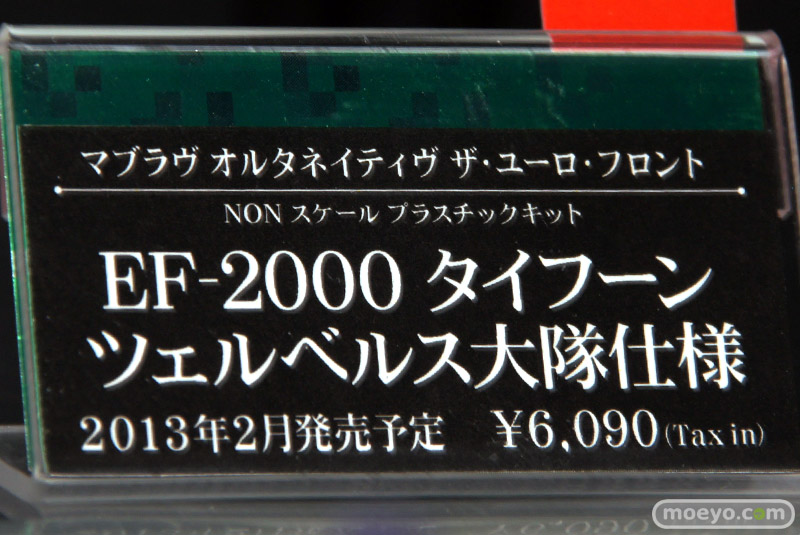 マブラヴ オルタネイティヴ ザ・ユーロ・フロント
NON スケール プラスチックキット
EF-2000 タイフーン
ツェルベルス大隊仕様
2013年2月発売予定 ¥6,090(Tax in)
moeyo.com